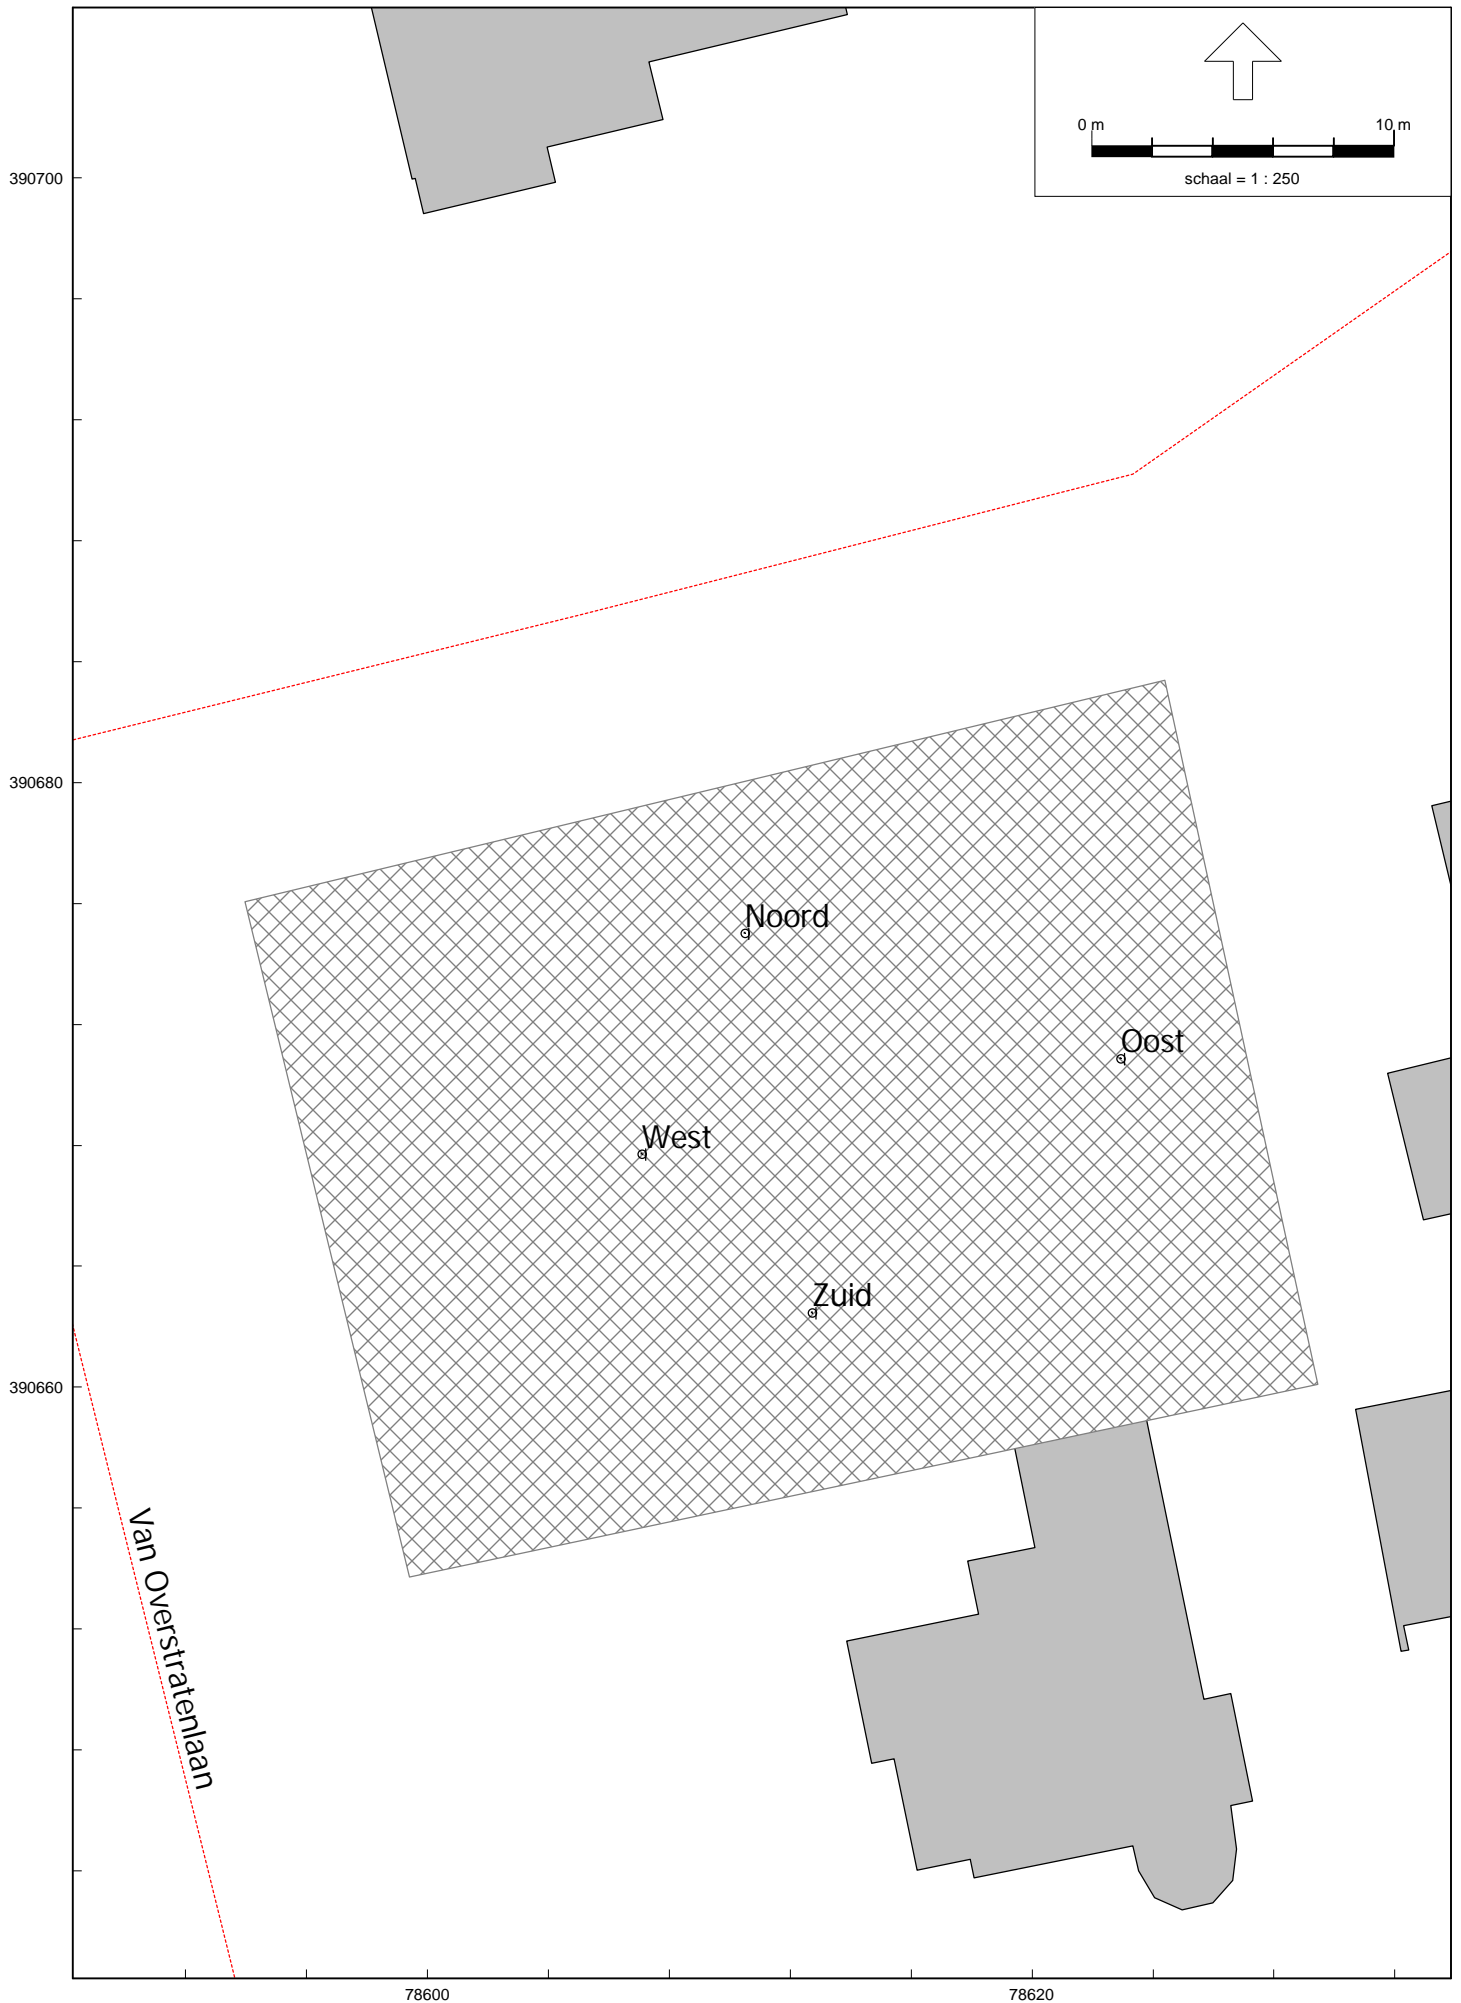 0 m 10 m
schaal = 1 : 250
390700
390680
Noord
Oost
West
Zuid
390660
Van Overstratenlaan
78600 78620